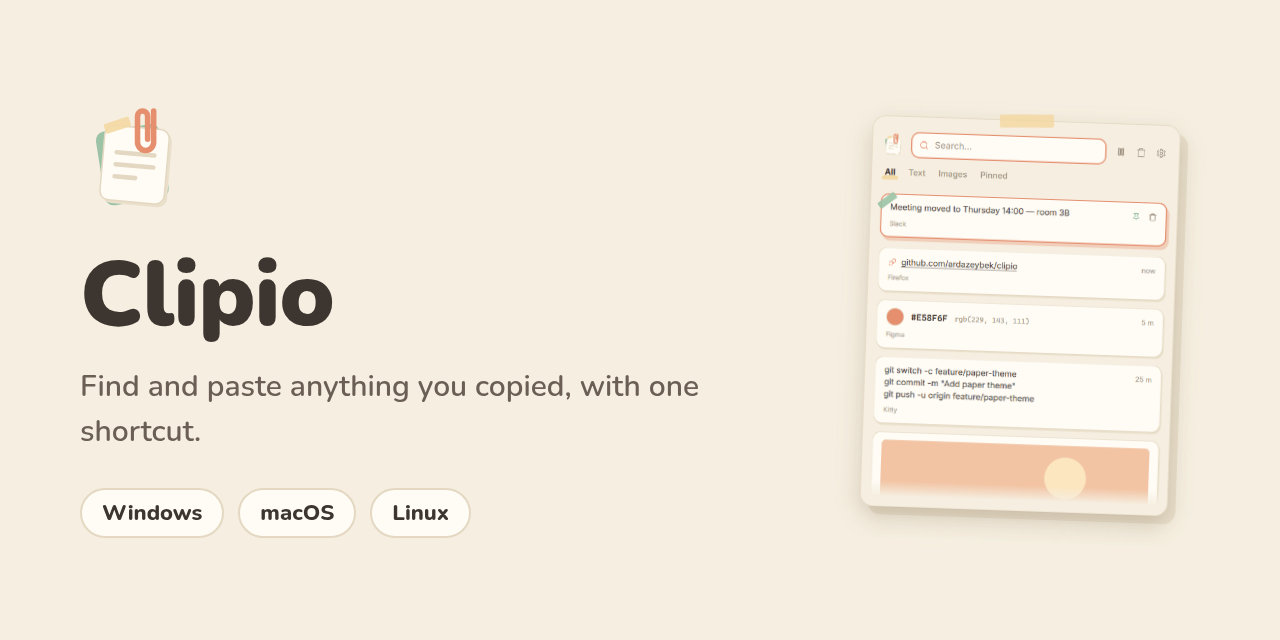 Clipio
Find and paste anything you copied, with one
shortcut.
Windows
macOS
Linux
Search...
All
Text
Images
Pinned
Meeting moved to Thursday 14:00 — room 3B
Slack
github.com/ardazeybek/clipio
now
Firefox
#E58F6F rgb(229, 143, 111)
5 m
Figma
git switch -c feature/paper-theme
25 m
git commit -m "Add paper theme"
git push -u origin feature/paper-theme
Kitty